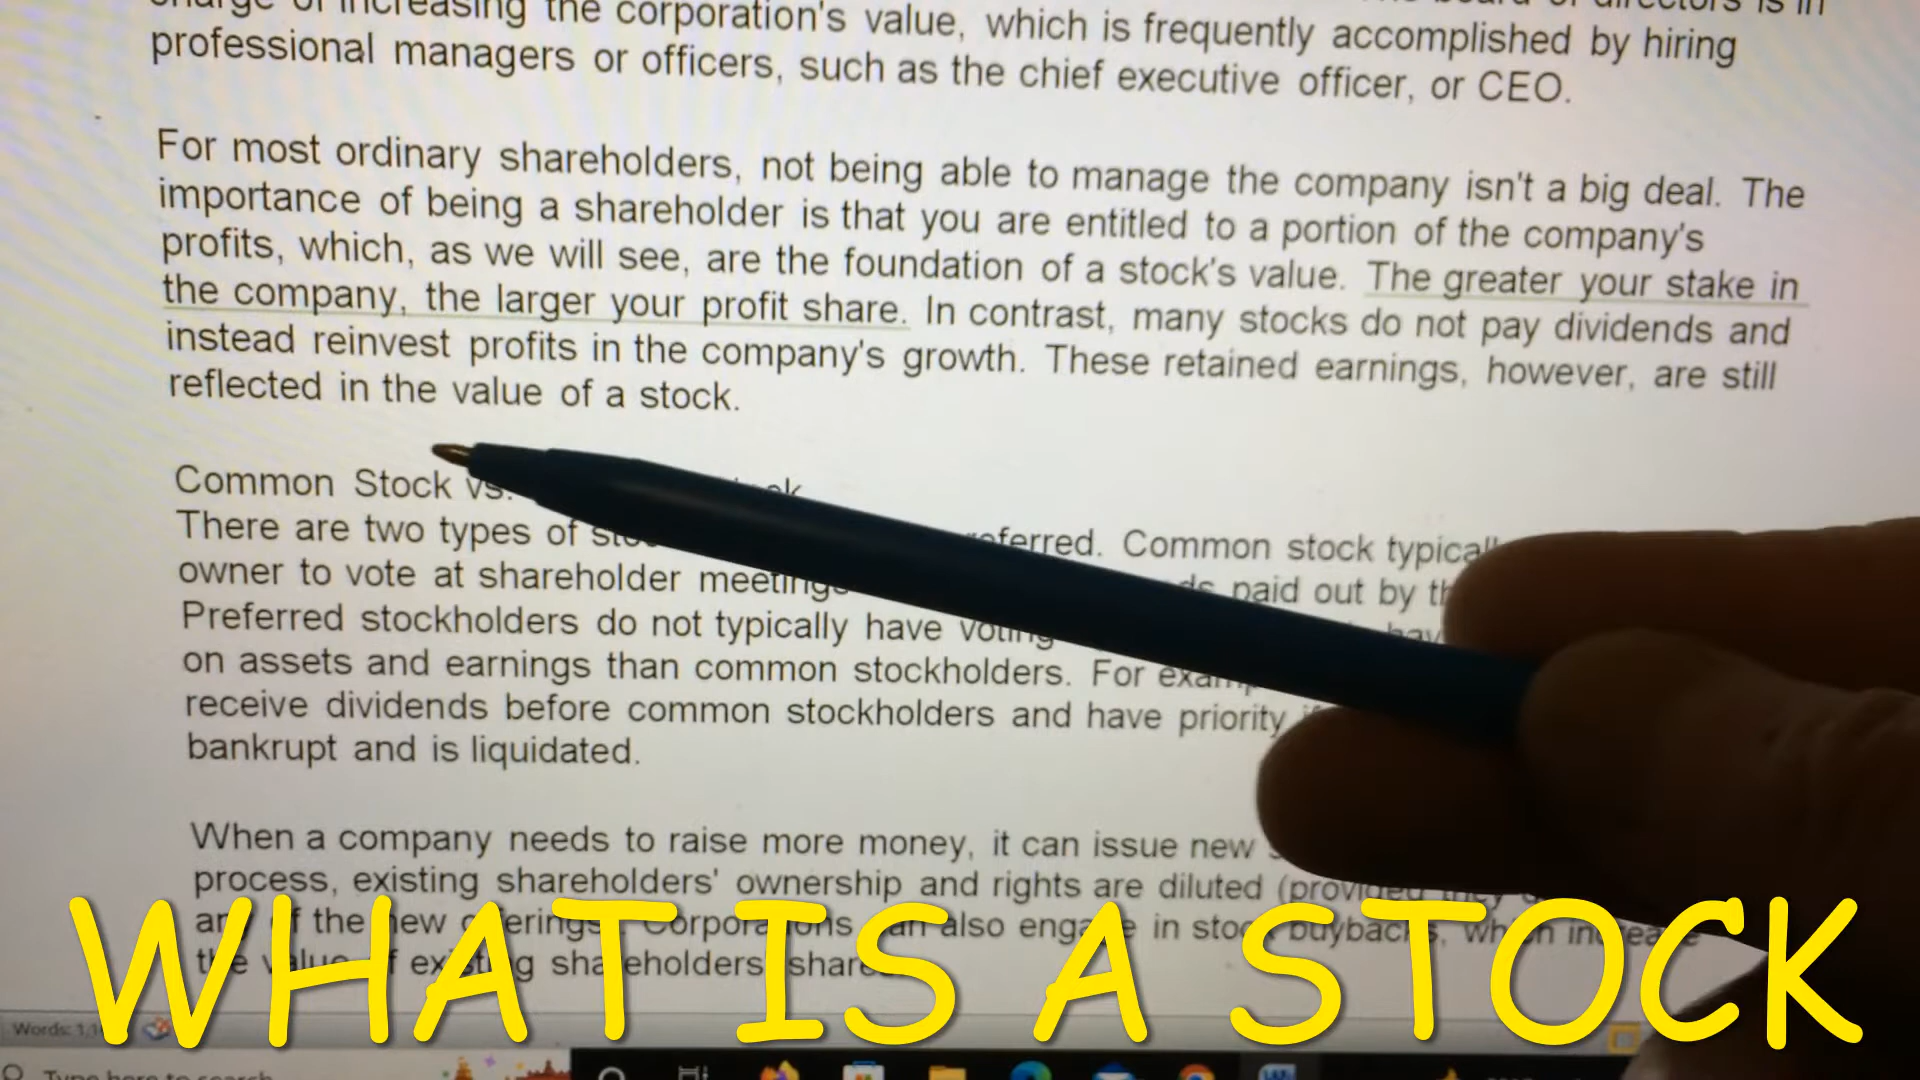 charge of increasing the corporation's value, which is frequently accomplished by hiring
professional managers or officers, such as the chief executive officer, or CEO.
For most ordinary shareholders, not being able to manage the company isn't a big deal. The
importance of being a shareholder is that you are entitled to a portion of the company's
profits, which, as we will see, are the foundation of a stock's value. The greater your stake in
the company, the larger your profit share. In contrast, many stocks do not pay dividends and
instead reinvest profits in the company's growth. These retained earnings, however, are still
reflected in the value of a stock.
Common Stock vs.
There are two types of Common stock
owner to vote at shareholder paid out by
Preferred stockholders do not typically have
on assets and earnings than common stockholders. For
receive dividends before common stockholders and have priority
bankrupt and is liquidated.
When a company needs to raise more money, it can issue new
process, existing shareholders' ownership and rights are diluted
of the new also in
existing shareholders'
WHAT IS A STOCK
Words:
Type here to search